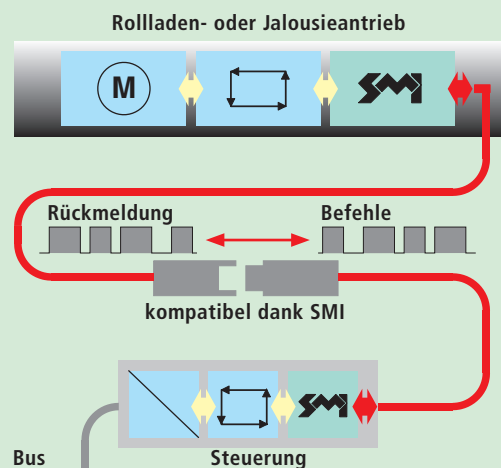 Rollladen- oder Jalousieantrieb
M
SMI
Rückmeldung
Befehle
kompatibel dank SMI
SMI
Bus
Steuerung